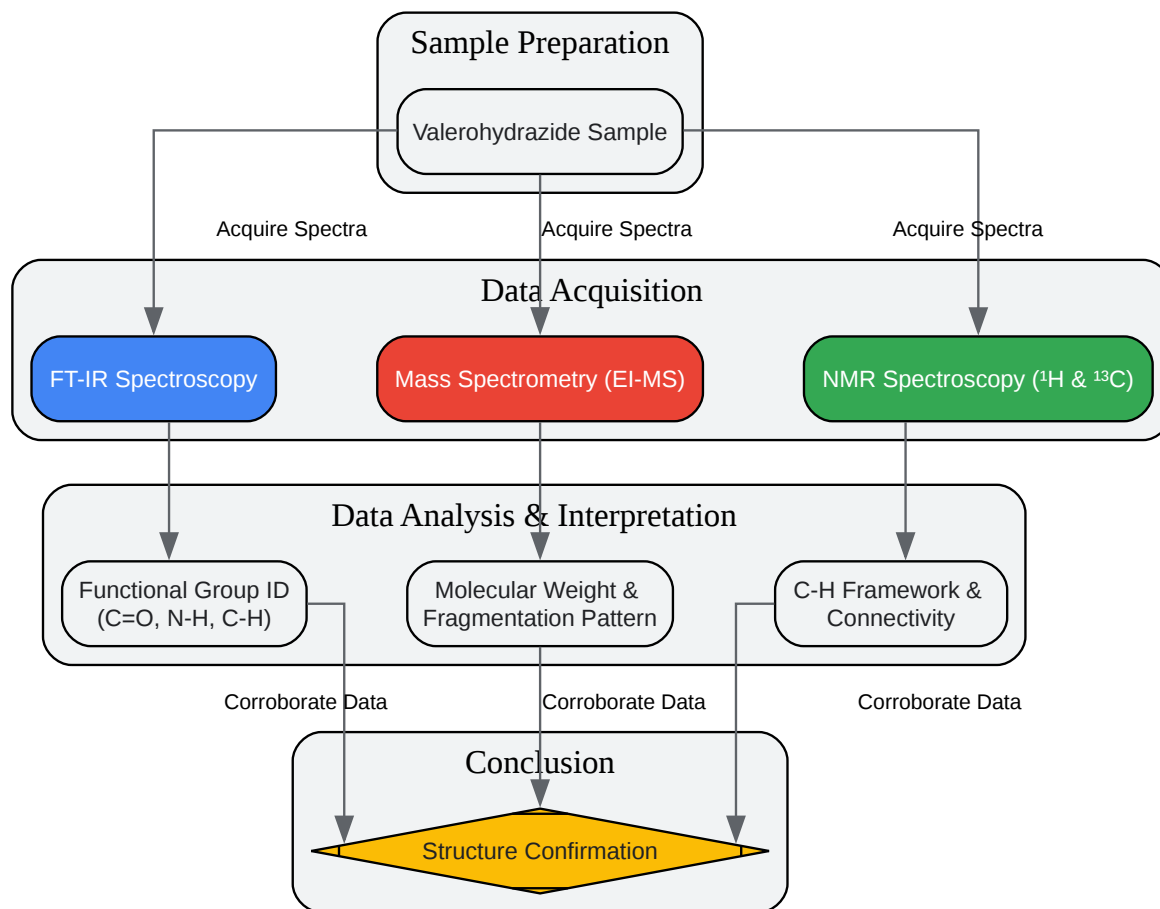 Sample Preparation
Valerohydrazide Sample
Acquire Spectra
Acquire Spectra
Acquire Spectra
Data Acquisition
FT-IR Spectroscopy
Mass Spectrometry (EI-MS)
NMR Spectroscopy (¹H & ¹³C)
Data Analysis & Interpretation
Functional Group ID
(C=O, N-H, C-H)
Molecular Weight &
Fragmentation Pattern
C-H Framework &
Connectivity
Corroborate Data
Corroborate Data
Corroborate Data
Conclusion
Structure Confirmation